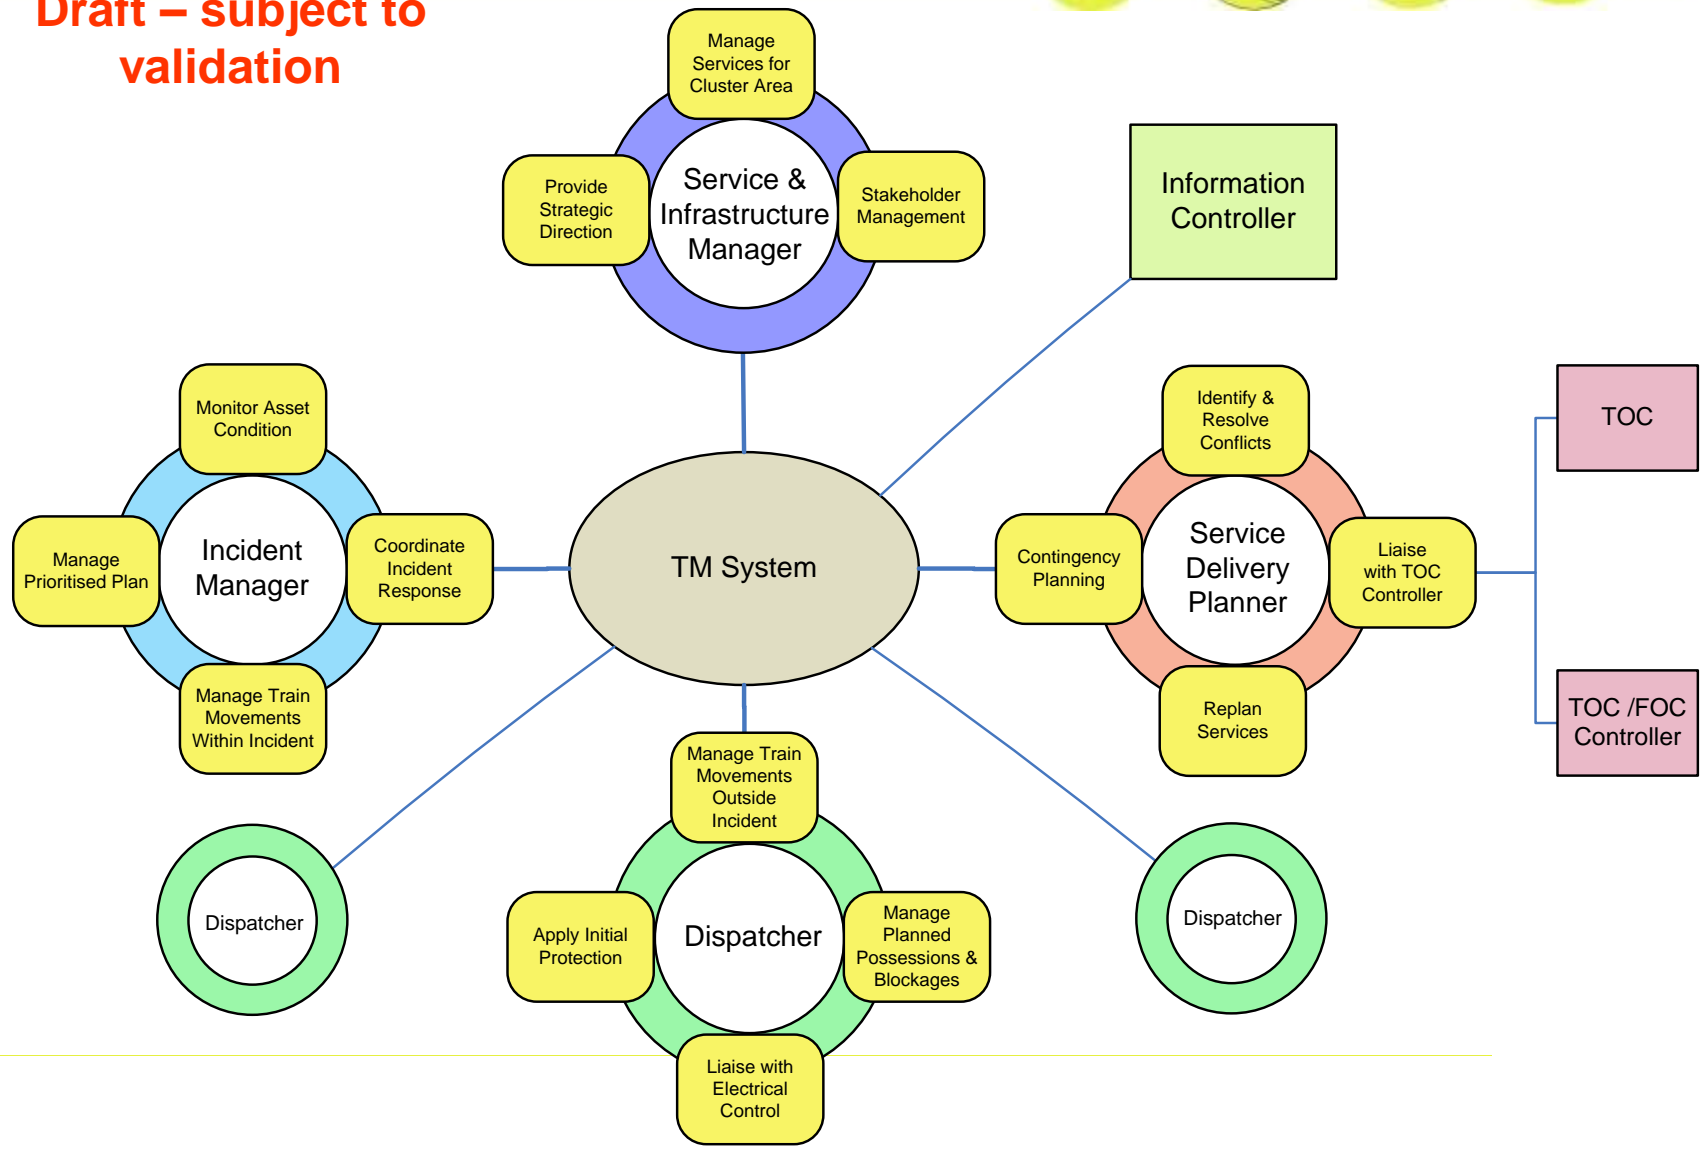 Draft – subject to
validation
Manage
Services for
Cluster Area
Provide
Strategic
Direction
Service &
Infrastructure
Manager
Stakeholder
Management
Information
Controller
Monitor Asset
Condition
Manage
Prioritised Plan
Incident
Manager
Coordinate
Incident
Response
Manage Train
Movements
Within Incident
TM System
Identify &
Resolve
Conflicts
Contingency
Planning
Service
Delivery
Planner
Liaise
with TOC
Controller
Replan
Services
TOC
TOC /FOC
Controller
Dispatcher
Manage Train
Movements
Outside
Incident
Apply Initial
Protection
Dispatcher
Manage
Planned
Possessions &
Blockages
Liaise with
Electrical
Control
Dispatcher